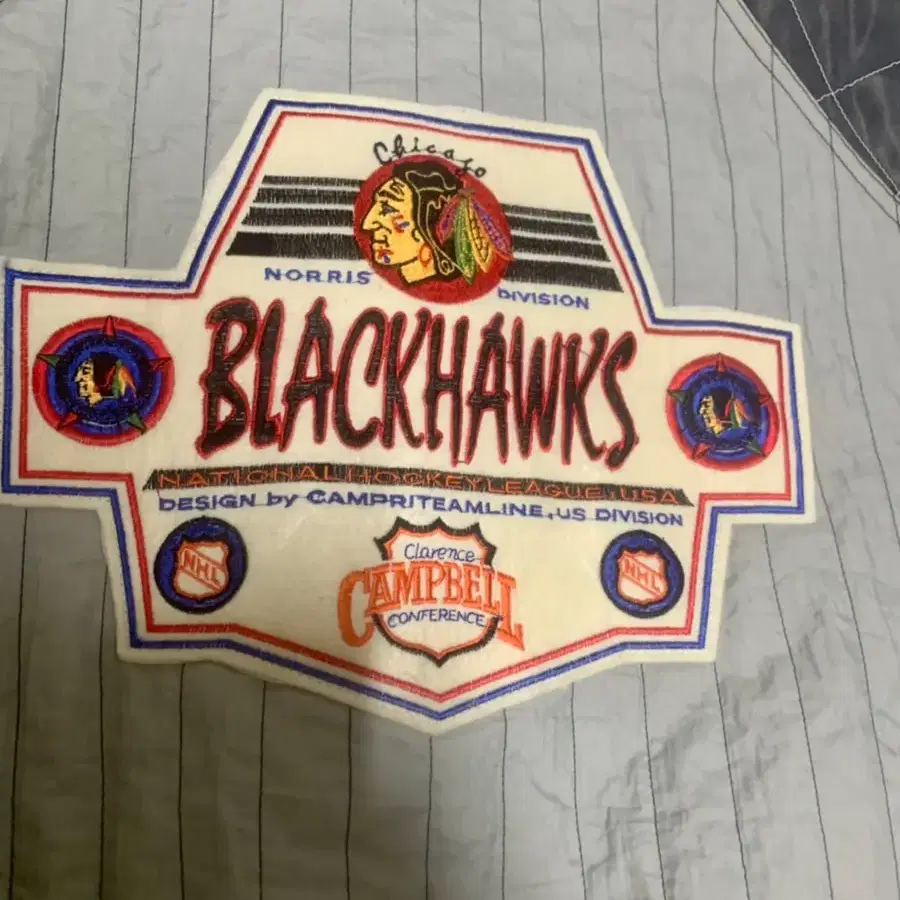 Chicago
NORRIS DIVISION
BLACKHAWKS
NATIONAL HOCKEY LEAGUE, USA
DESIGN by CAMPRITEAMLINE, US DIVISION
NHL
Clarence
CAMPBELL
CONFERENCE
NHL